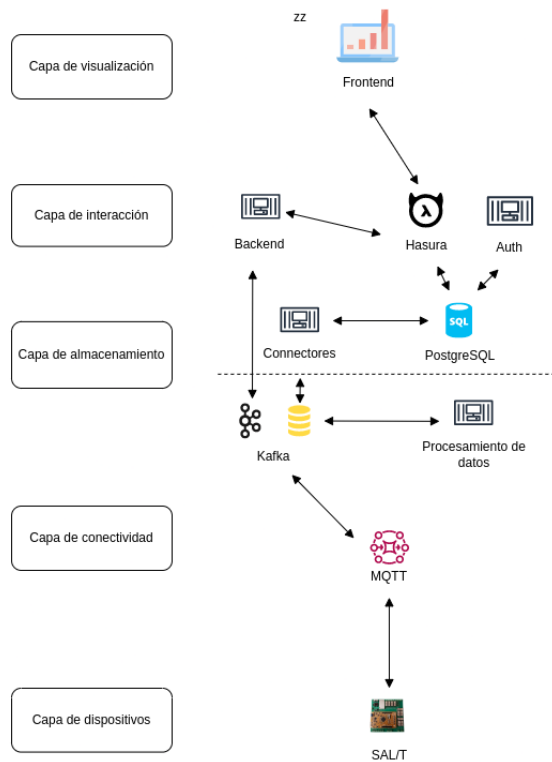 zz
Capa de visualización
Frontend
Capa de interacción
Backend
Hasura
Auth
λ
SQL
Capa de almacenamiento
Connectores
PostgreSQL
Kafka
Procesamiento de
datos
Capa de conectividad
MQTT
Capa de dispositivos
SAL/T